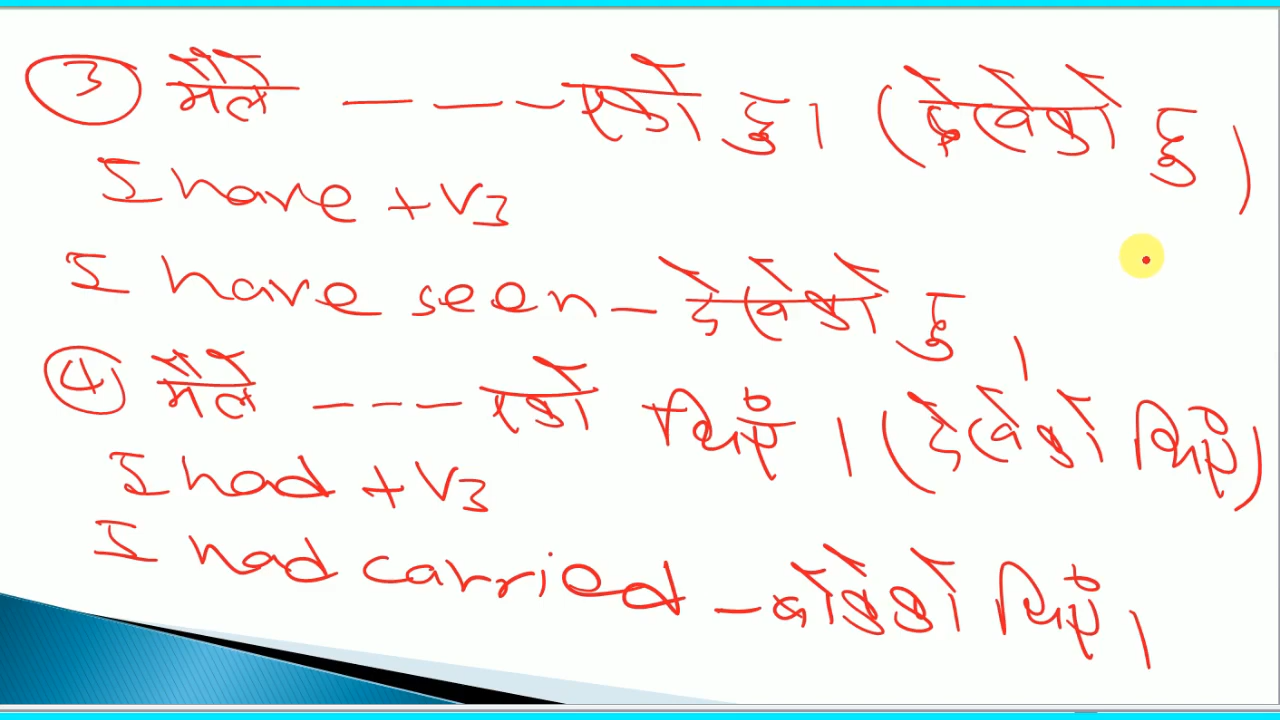 ③ मैले — — – एको छु। (देखेको छु)
I have + V3
I have seen – देखेको छु।
④ मैले --- एको थिएँ। (देखेको थिएँ)
I had + V3
I had carried – बोकेको थिएँ।